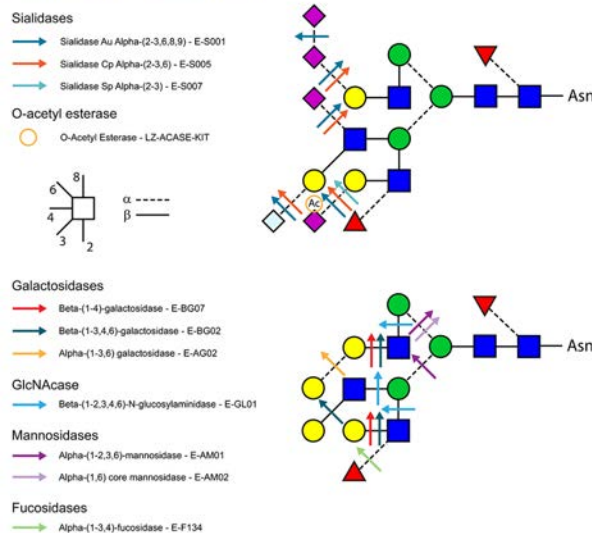 Sialidases
Sialidase Au Alpha-(2-3,6,8,9) - E-S001
Sialidase Cp Alpha-(2-3,6) - E-S005
Sialidase Sp Alpha-(2-3) - E-S007
O-acetyl esterase
O-Acetyl Esterase - LZ-ACASE-KIT
8
6
4
3
2
α
β
Asn
Ac
Galactosidases
Beta-(1-4)-galactosidase - E-BG07
Beta-(1-3,4,6)-galactosidase - E-BG02
Alpha-(1-3,6) galactosidase - E-AG02
GlcNAcase
Beta-(1-2,3,4,6)-N-glucosylaminidase - E-GL01
Mannosidases
Alpha-(1-2,3,6)-mannosidase - E-AM01
Alpha-(1,6) core mannosidase - E-AM02
Fucosidases
Alpha-(1-3,4)-fucosidase - E-F134
Asn